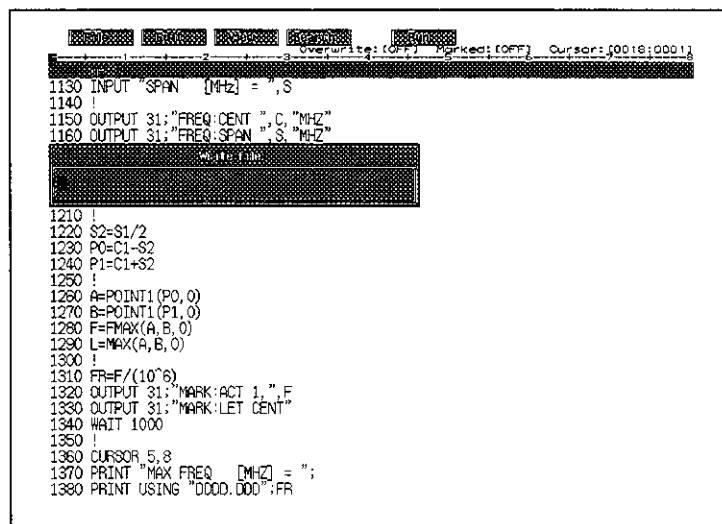 Overwrite:[OFF] Marked:[OFF] Cursor:[0018:0001]
1130 INPUT "SPAN [MHz] = ",S
1140 !
1150 OUTPUT 31;"FREQ:CENT ",C,"MHZ"
1160 OUTPUT 31;"FREQ:SPAN ",S,"MHZ"
Write File
1210 !
1220 S2=S1/2
1230 P0=C1-S2
1240 P1=C1+S2
1250 !
1260 A=POINT1(P0,0)
1270 B=POINT1(P1,0)
1280 F=FMAX(A,B,0)
1290 L=MAX(A,B,0)
1300 !
1310 FR=F/(10^6)
1320 OUTPUT 31;"MARK:ACT 1,",F
1330 OUTPUT 31;"MARK:LET CENT"
1340 WAIT 1000
1350 !
1360 CURSOR 5,8
1370 PRINT "MAX FREQ [MHZ] = ";
1380 PRINT USING "DDDD.DDD";FR